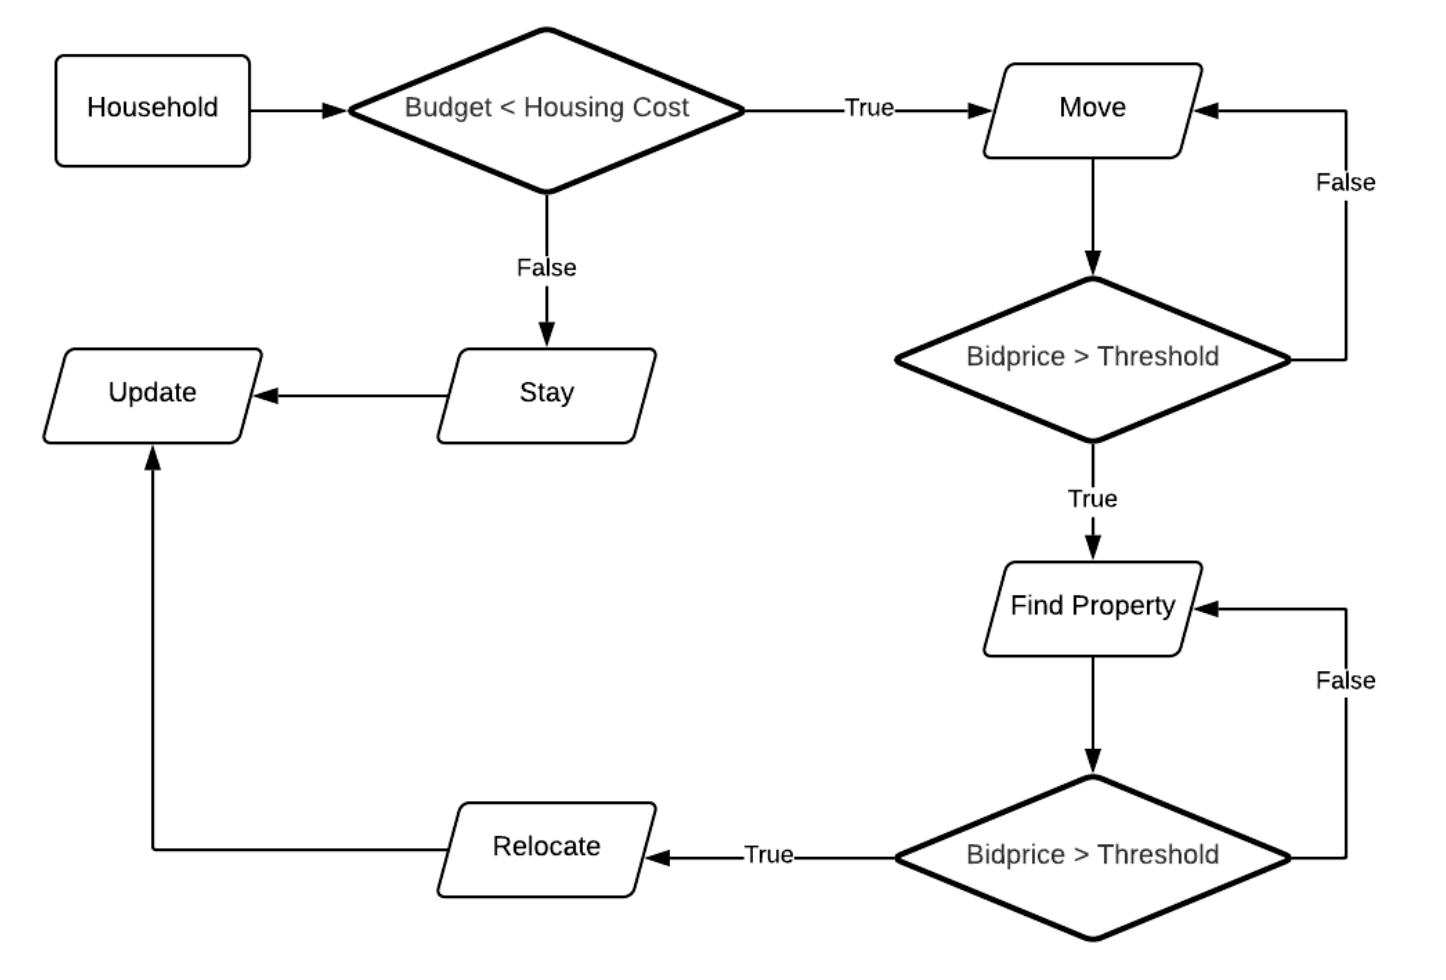 Household
Budget < Housing Cost
True
Move
False
False
Update
Stay
Bidprice > Threshold
True
Find Property
False
Relocate
True
Bidprice > Threshold